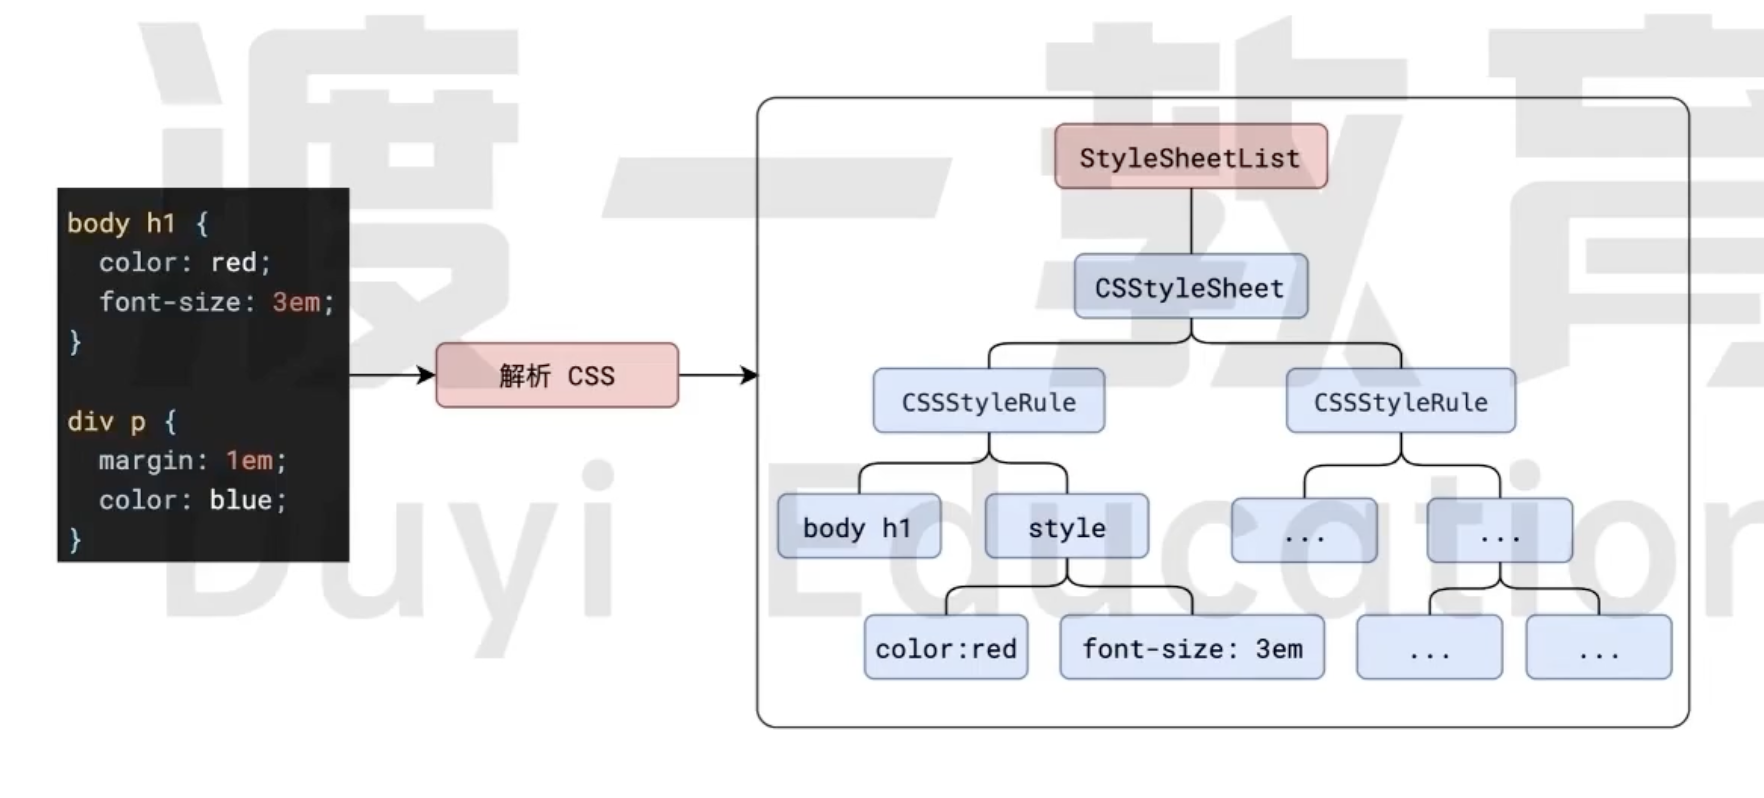 渡一教育
Duyi Education
body h1 {
color: red;
font-size: 3em;
}
div p {
margin: 1em;
color: blue;
}
解析 CSS
StyleSheetList
CSStyleSheet
CSSStyleRule
CSSStyleRule
body h1
style
...
...
color:red
font-size: 3em
...
...